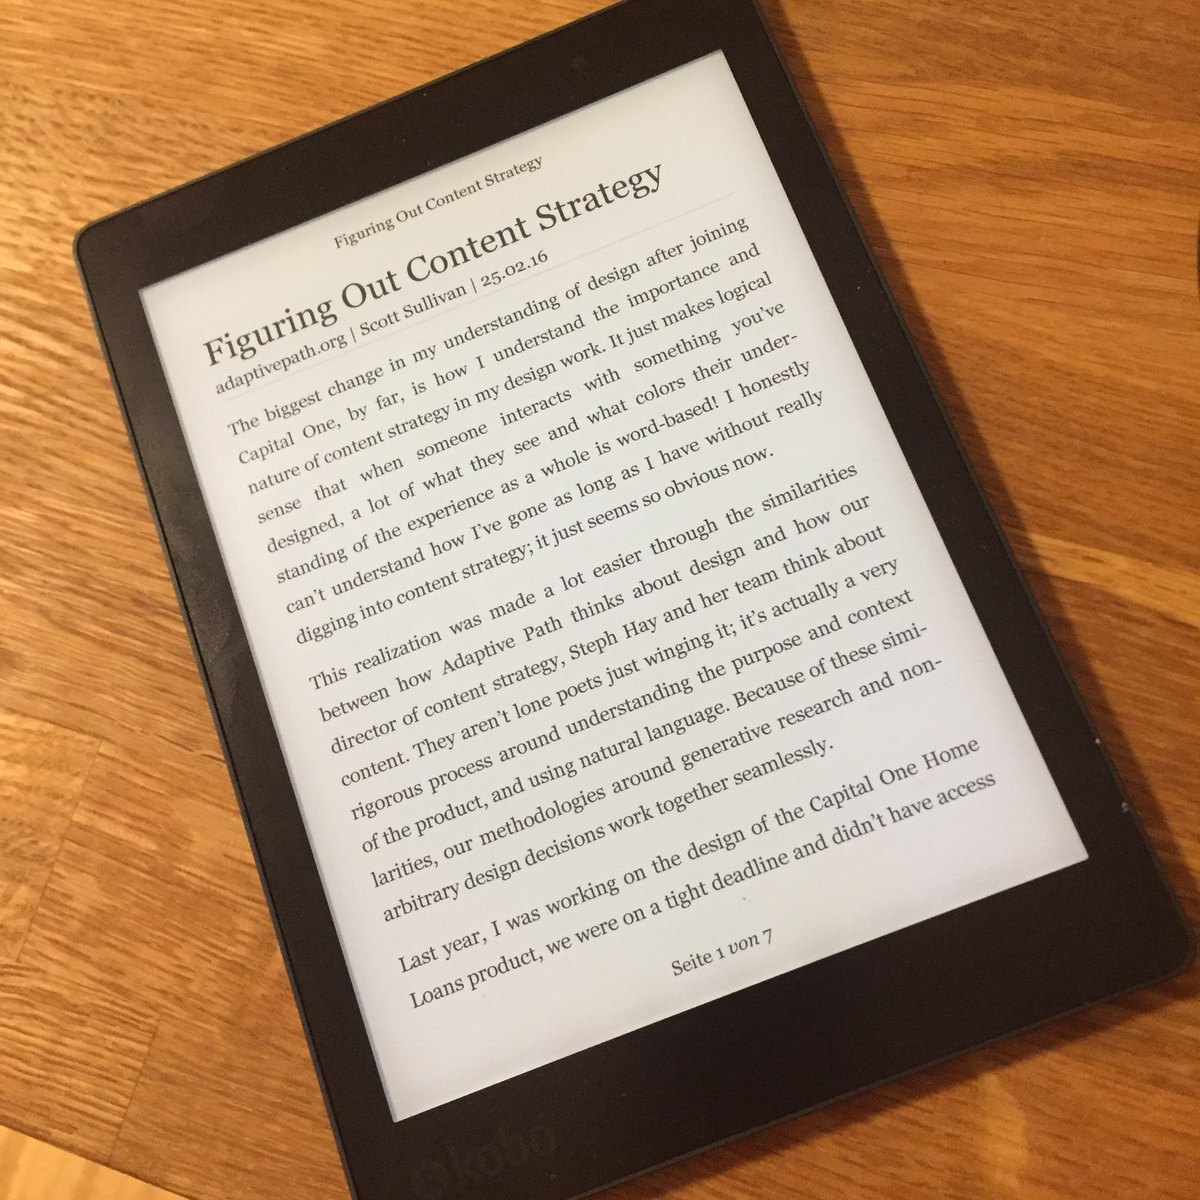 Figuring Out Content Strategy
Figuring Out Content Strategy
adaptivepath.org | Scott Sullivan | 25.02.16
The biggest change in my understanding of design after joining
Capital One, by far, is how I understand the importance and
nature of content strategy in my design work. It just makes logical
sense that when someone interacts with something you've
designed, a lot of what they see and what colors their under-
standing of the experience as a whole is word-based! I honestly
can't understand how I've gone as long as I have without really
digging into content strategy; it just seems so obvious now.
This realization was made a lot easier through the similarities
between how Adaptive Path thinks about design and how our
director of content strategy, Steph Hay and her team think about
content. They aren't lone poets just winging it; it's actually a very
rigorous process around understanding the purpose and context
of the product, and using natural language. Because of these simi-
larities, our methodologies around generative research and non-
arbitrary design decisions work together seamlessly.
Last year, I was working on the design of the Capital One Home
Loans product, we were on a tight deadline and didn't have access
Seite 1 von 7
kobo